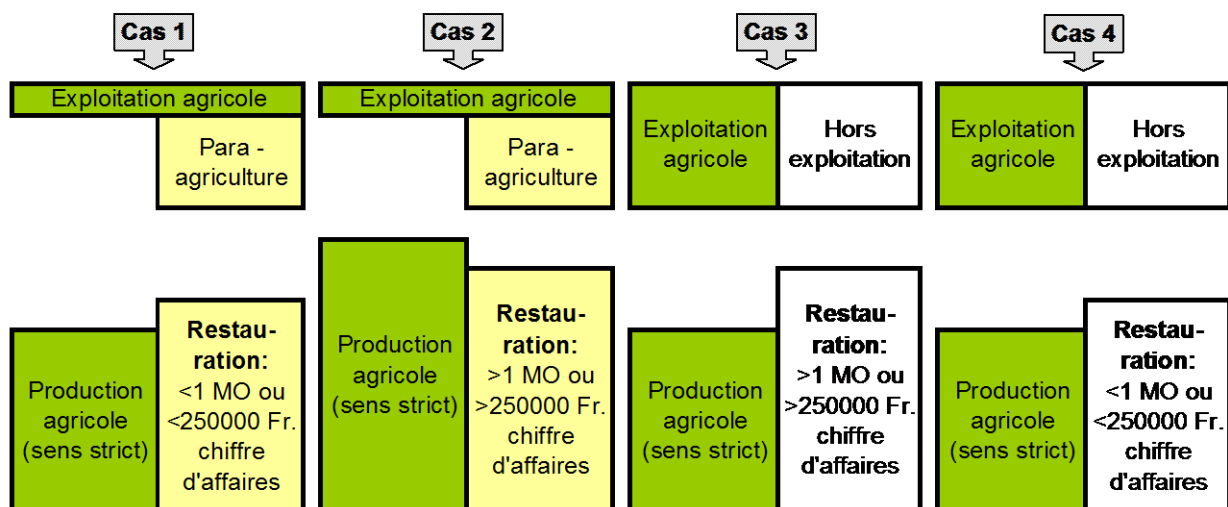 Cas 1
Exploitation agricole
Para -
agriculture
Production
agricole
(sens strict)
Restau-
ration:
<1 MO ou
<250000 Fr.
chiffre
d'affaires
Cas 2
Exploitation agricole
Para -
agriculture
Production
agricole
(sens strict)
Restau-
ration:
>1 MO ou
>250000 Fr.
chiffre
d'affaires
Cas 3
Exploitation
agricole
Hors
exploitation
Production
agricole
(sens strict)
Restau-
ration:
>1 MO ou
>250000 Fr.
chiffre
d'affaires
Cas 4
Exploitation
agricole
Hors
exploitation
Production
agricole
(sens strict)
Restau-
ration:
<1 MO ou
<250000 Fr.
chiffre
d'affaires